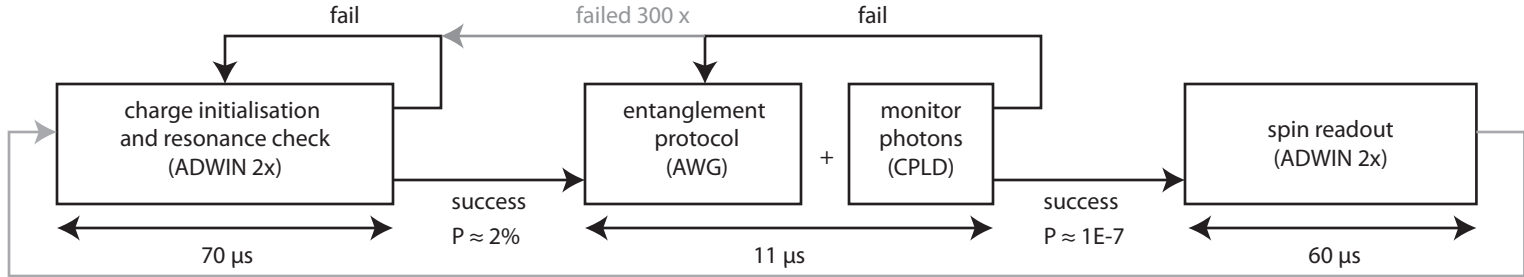 fail
failed 300 x
fail
charge initialisation
and resonance check
(ADWIN 2x)
entanglement
protocol
(AWG)
+
monitor
photons
(CPLD)
spin readout
(ADWIN 2x)
success
P ≈ 2%
success
P ≈ 1E-7
70 µs
11 µs
60 µs